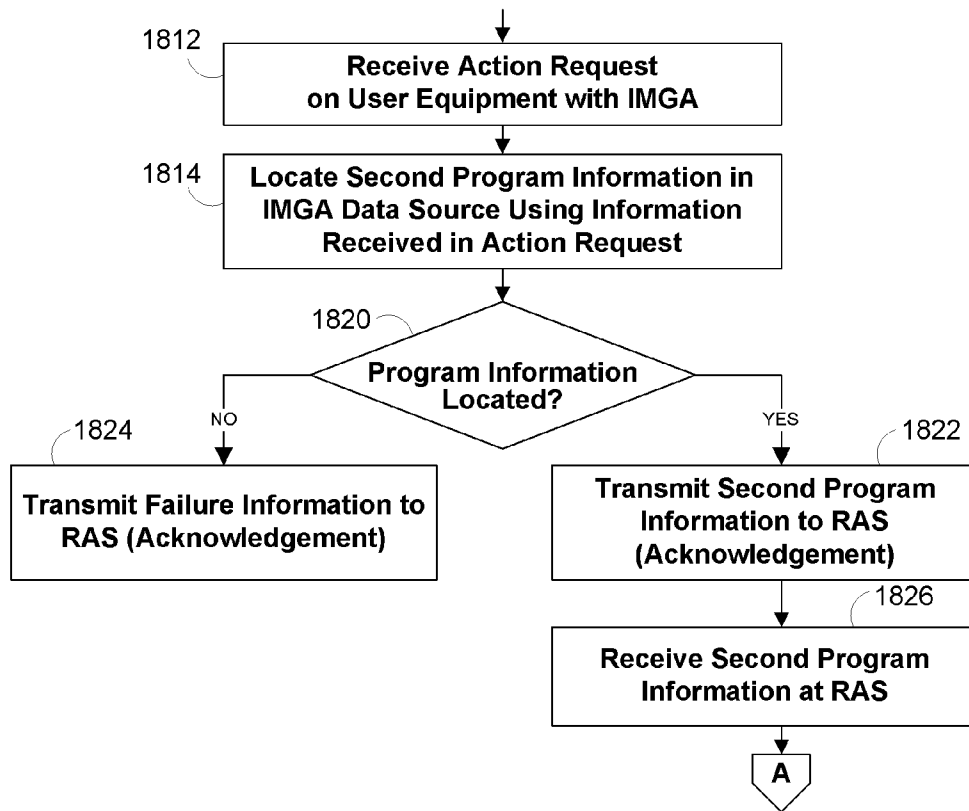 1812
Receive Action Request
on User Equipment with IMGA
1814
Locate Second Program Information in
IMGA Data Source Using Information
Received in Action Request
1820
Program Information
Located?
NO
YES
1824
Transmit Failure Information to
RAS (Acknowledgement)
1822
Transmit Second Program
Information to RAS
(Acknowledgement)
1826
Receive Second Program
Information at RAS
A